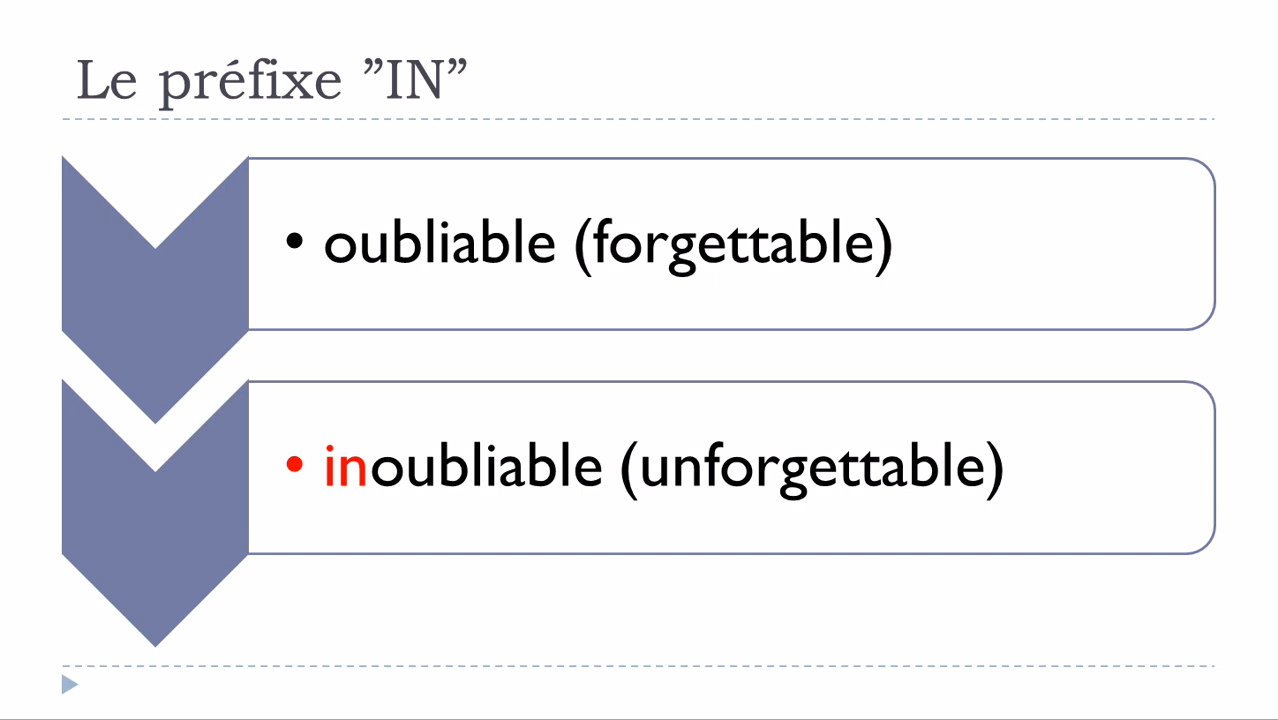 Le préfixe ”IN”
• oubliable (forgettable)
• inoubliable (unforgettable)